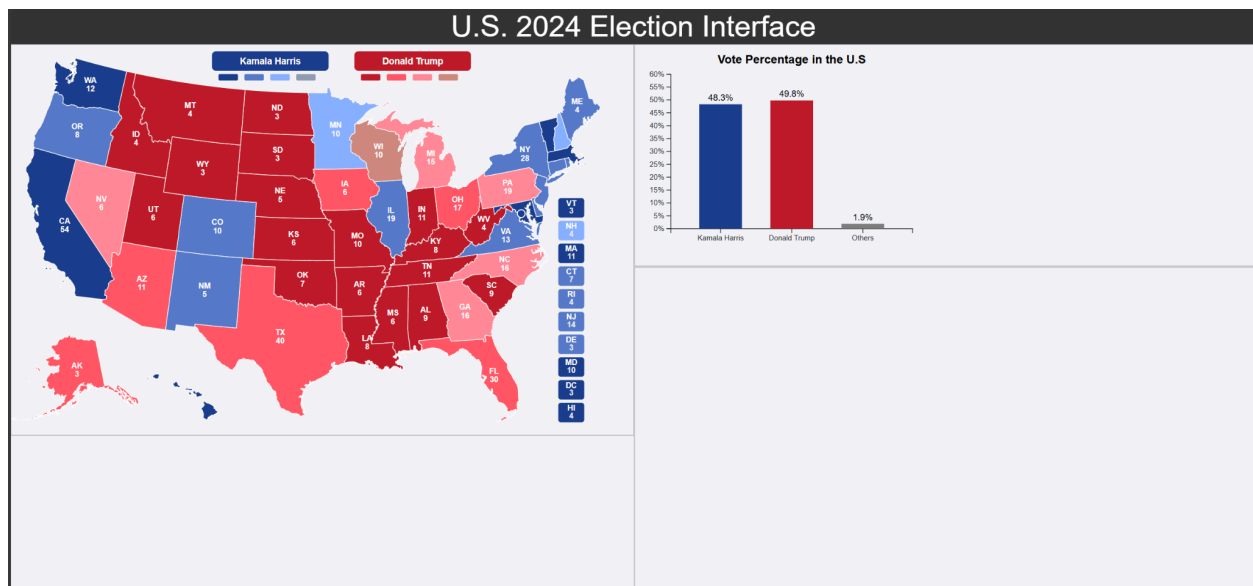 U.S. 2024 Election Interface
Kamala Harris
Donald Trump
WA
12
OR
8
CA
54
NV
6
ID
4
MT
4
WY
3
UT
6
AZ
11
CO
10
NM
5
ND
3
SD
3
NE
5
KS
6
OK
7
TX
40
MN
10
IA
6
MO
10
AR
6
LA
8
WI
10
IL
19
MI
15
IN
11
OH
17
KY
8
TN
11
MS
6
AL
9
GA
16
FL
30
SC
9
NC
16
VA
13
WV
4
PA
19
NY
28
ME
4
AK
3
VT
3
NH
4
MA
11
CT
7
RI
4
NJ
14
DE
3
MD
10
DC
3
HI
4
Vote Percentage in the U.S
60%
55%
50%
45%
40%
35%
30%
25%
20%
15%
10%
5%
0%
48.3%
49.8%
1.9%
Kamala Harris
Donald Trump
Others